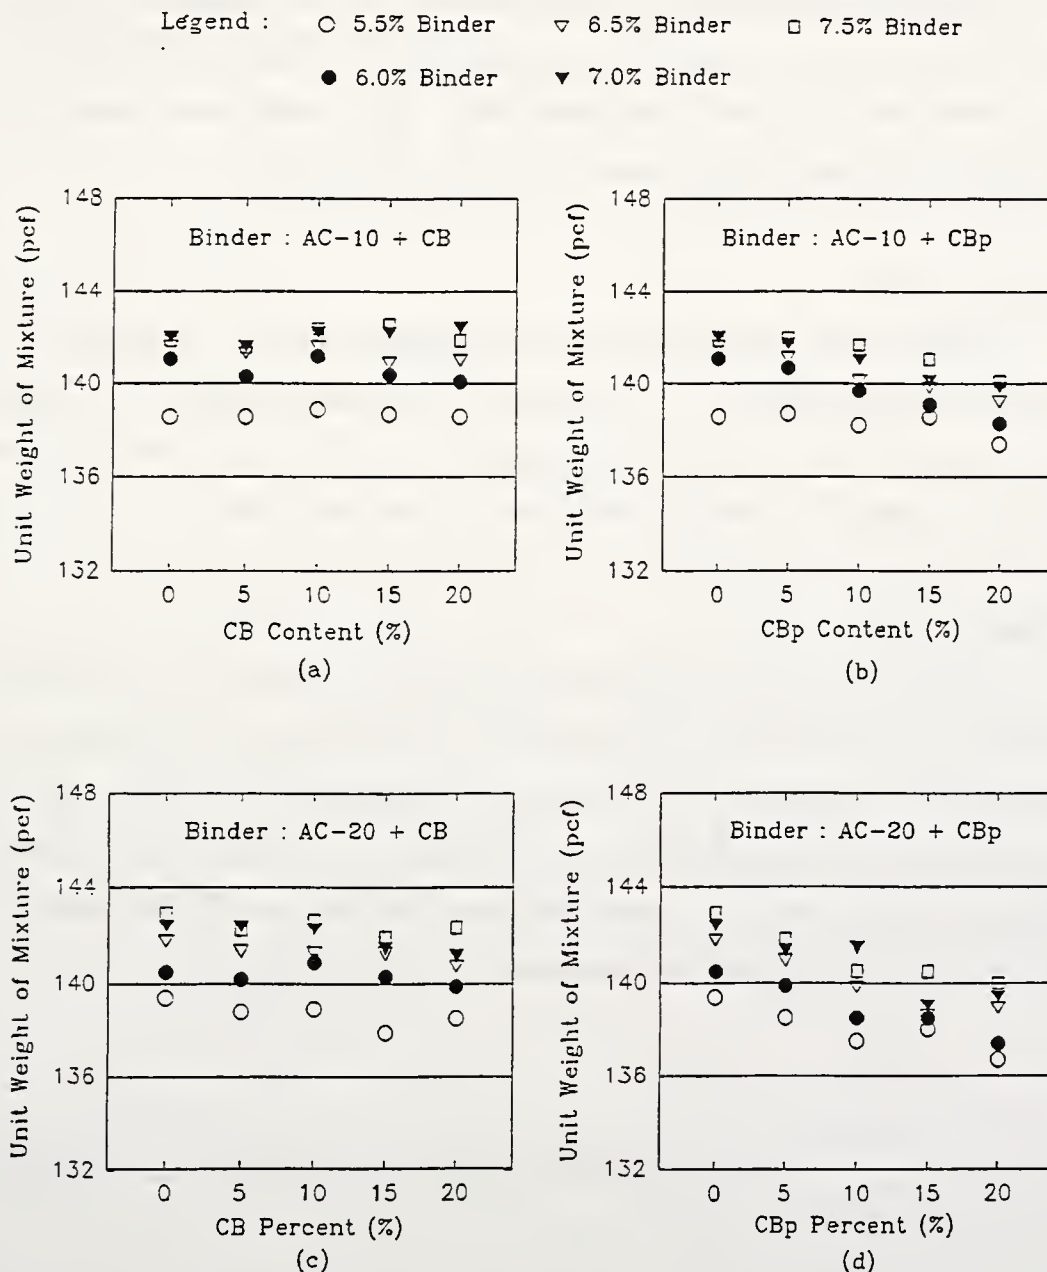 Legend : ○ 5.5% Binder ▽ 6.5% Binder □ 7.5% Binder
● 6.0% Binder ▼ 7.0% Binder
Unit Weight of Mixture (pcf)
148
144
140
136
132
Binder : AC-10 + CB
0 5 10 15 20
CB Content (%)
(a)
Unit Weight of Mixture (pcf)
148
144
140
136
132
Binder : AC-10 + CBp
0 5 10 15 20
CBp Content (%)
(b)
Unit Weight of Mixture (pcf)
148
144
140
136
132
Binder : AC-20 + CB
0 5 10 15 20
CB Percent (%)
(c)
Unit Weight of Mixture (pcf)
148
144
140
136
132
Binder : AC-20 + CBp
0 5 10 15 20
CBp Percent (%)
(d)